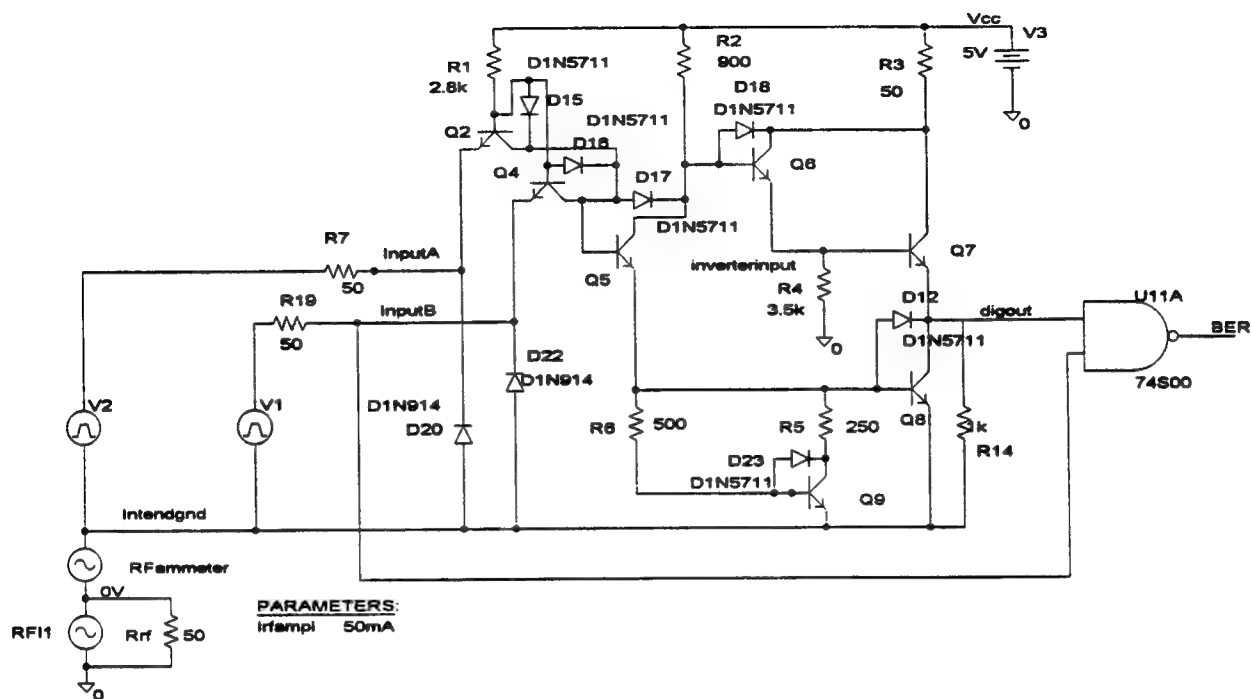 Vcc
V3
5V
0
R1
2.8k
D1N5711
D15
Q2
R2
900
R3
50
D18
D1N5711
D1N5711
D16
Q4
Q6
D17
D1N5711
Q5
R7
50
InputA
R19
50
InputB
inverterinput
R4
3.5k
0
Q7
D12
D1N5711
digout
U11A
BER
74S00
V2
V1
D22
D1N914
D1N914
D20
R6
500
R5
250
Q8
1k
R14
D23
D1N5711
Q9
Intendgnd
RFammeter
0V
RFI1
Rrf
50
0
PARAMETERS:
Irfampl 50mA